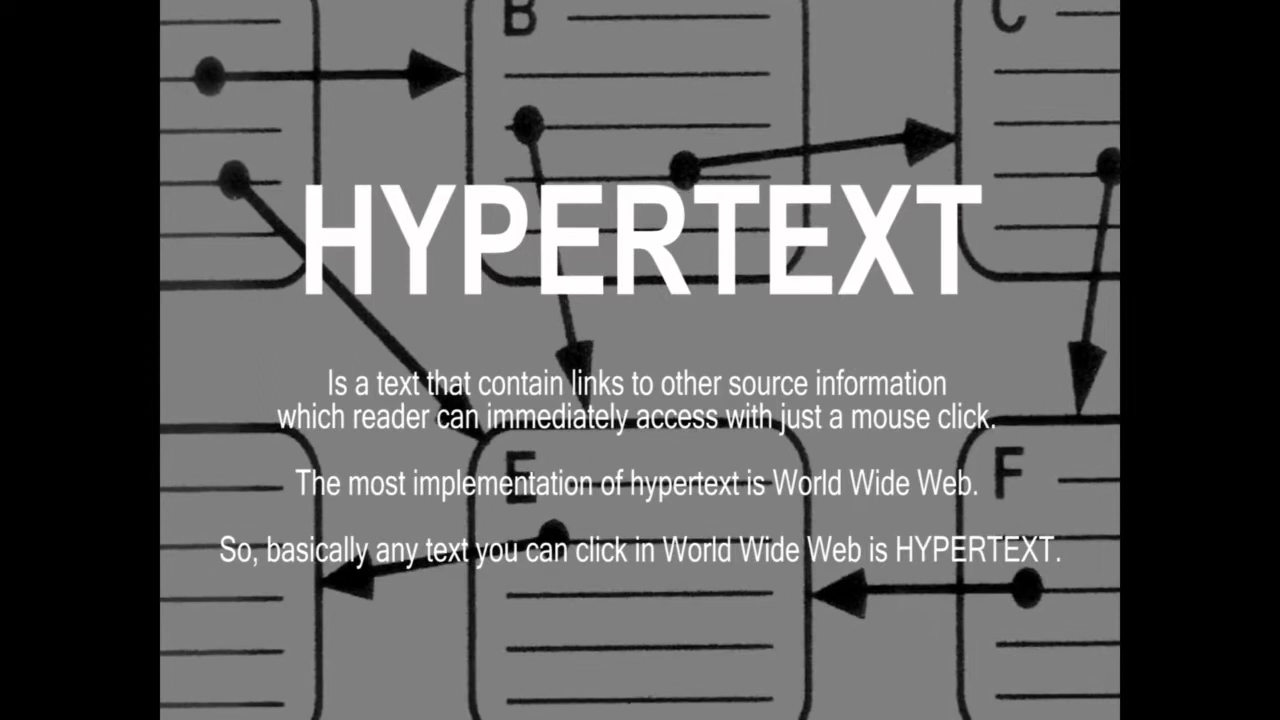 B
C
HYPERTEXT
Is a text that contain links to other source information
which reader can immediately access with just a mouse click.
E
F
The most implementation of hypertext is World Wide Web.
So, basically any text you can click in World Wide Web is HYPERTEXT.